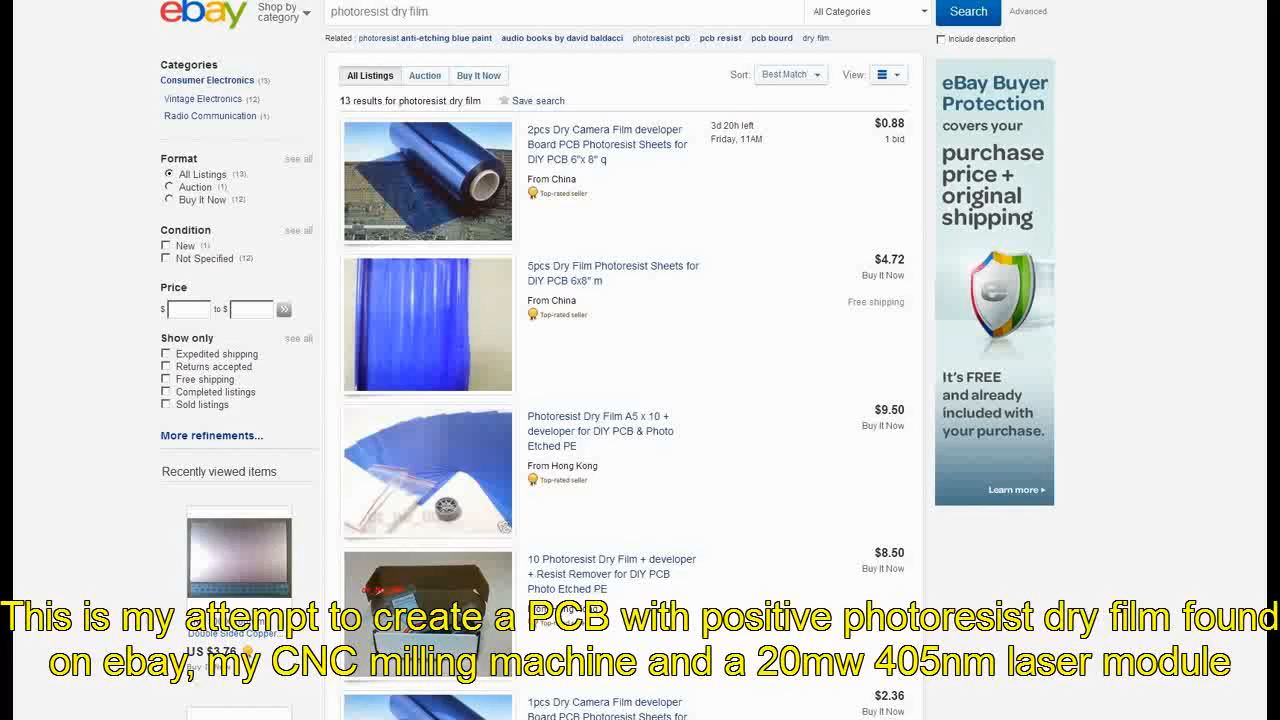 ebay
Shop by
category
photoresist dry film
All Categories
Search
Advanced
Related : photoresist anti-etching blue paint audio books by david baldacci photoresist pcb pcb resist pcb bourd dry film.
Include description
Categories
Consumer Electronics (13)
Vintage Electronics (12)
Radio Communication (1)
Format see all
All Listings (13)
Auction (1)
Buy It Now (12)
Condition see all
New (1)
Not Specified (12)
Price
$ to $ »
Show only see all
Expedited shipping
Returns accepted
Free shipping
Completed listings
Sold listings
More refinements...
Recently viewed items
Double Sided Copper...
US $3.76
Buy It Now
All Listings Auction Buy It Now
Sort: Best Match View:
13 results for photoresist dry film Save search
2pcs Dry Camera Film developer
Board PCB Photoresist Sheets for
DIY PCB 6"x 8" q
From China
Top-rated seller
3d 20h left
Friday, 11AM
$0.88
1 bid
5pcs Dry Film Photoresist Sheets for
DIY PCB 6x8" m
From China
Top-rated seller
$4.72
Buy It Now
Free shipping
Photoresist Dry Film A5 x 10 +
developer for DIY PCB & Photo
Etched PE
From Hong Kong
Top-rated seller
$9.50
Buy It Now
10 Photoresist Dry Film + developer
+ Resist Remover for DIY PCB
Photo Etched PE
$8.50
Buy It Now
1pcs Dry Camera Film developer
Board PCB Photoresist Sheets for
$2.36
Buy It Now
eBay Buyer
Protection
covers your
purchase
price +
original
shipping
It's FREE
and already
included with
your purchase.
Learn more
This is my attempt to create a PCB with positive photoresist dry film found
on ebay, my CNC milling machine and a 20mw 405nm laser module